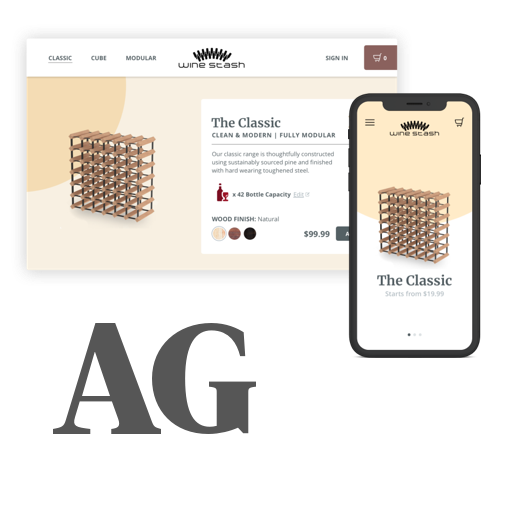 CLASSIC CUBE MODULAR wine stash SIGN IN 0
The Classic
CLEAN & MODERN | FULLY MODULAR
Our classic range is thoughtfully constructed
using sustainably sourced pine and finished
with hard wearing toughened steel.
x 42 Bottle Capacity Edit
WOOD FINISH: Natural
$99.99 A
wine stash
The Classic
Starts from $19.99
AG